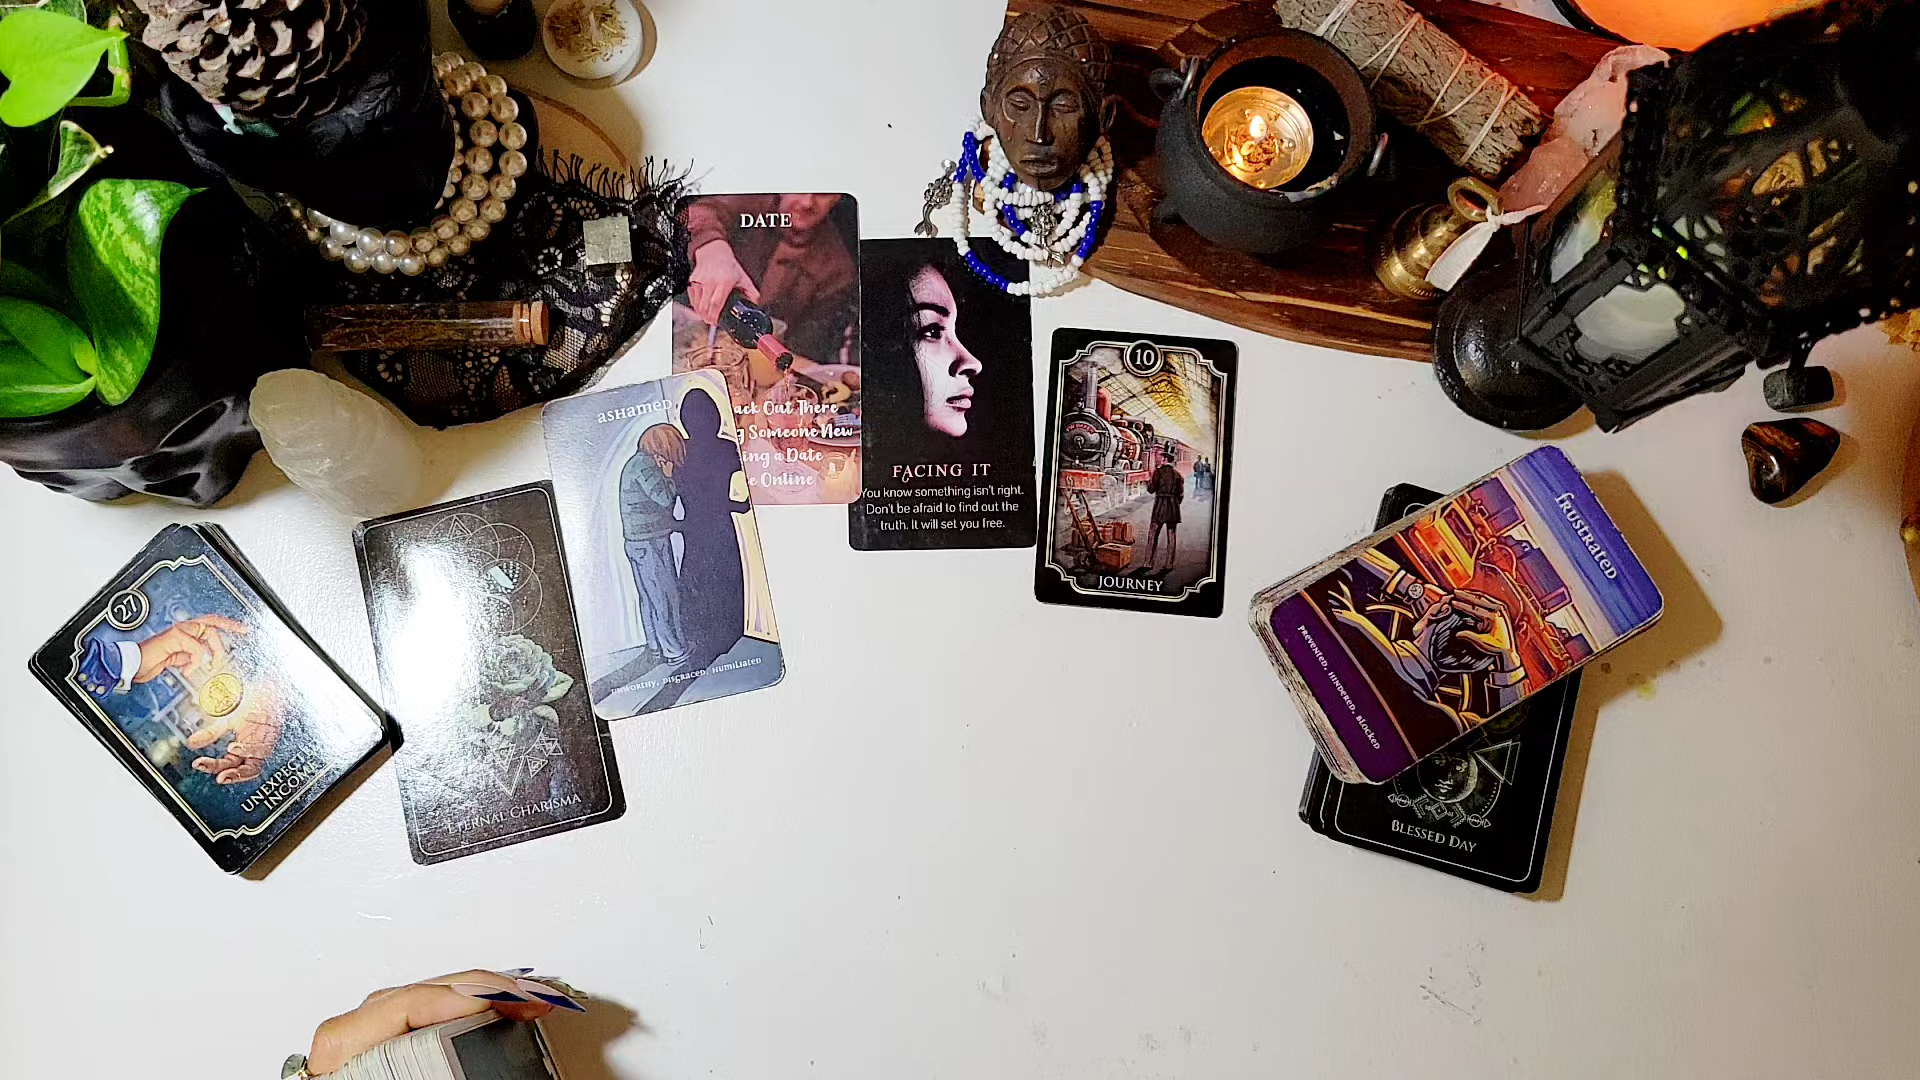 DATE
ack Out There
Someone New
ing a Date
e Online
ASHAMED
UNWORTHY, DISGRACED, HUMILIATED
FACING IT
You know something isn't right.
Don't be afraid to find out the
truth. It will set you free.
10
JOURNEY
27
UNEXPECTED
INCOME
ETERNAL CHARISMA
FRUSTRATED
PREVENTED, HINDERED, BLOCKED
BLESSED DAY